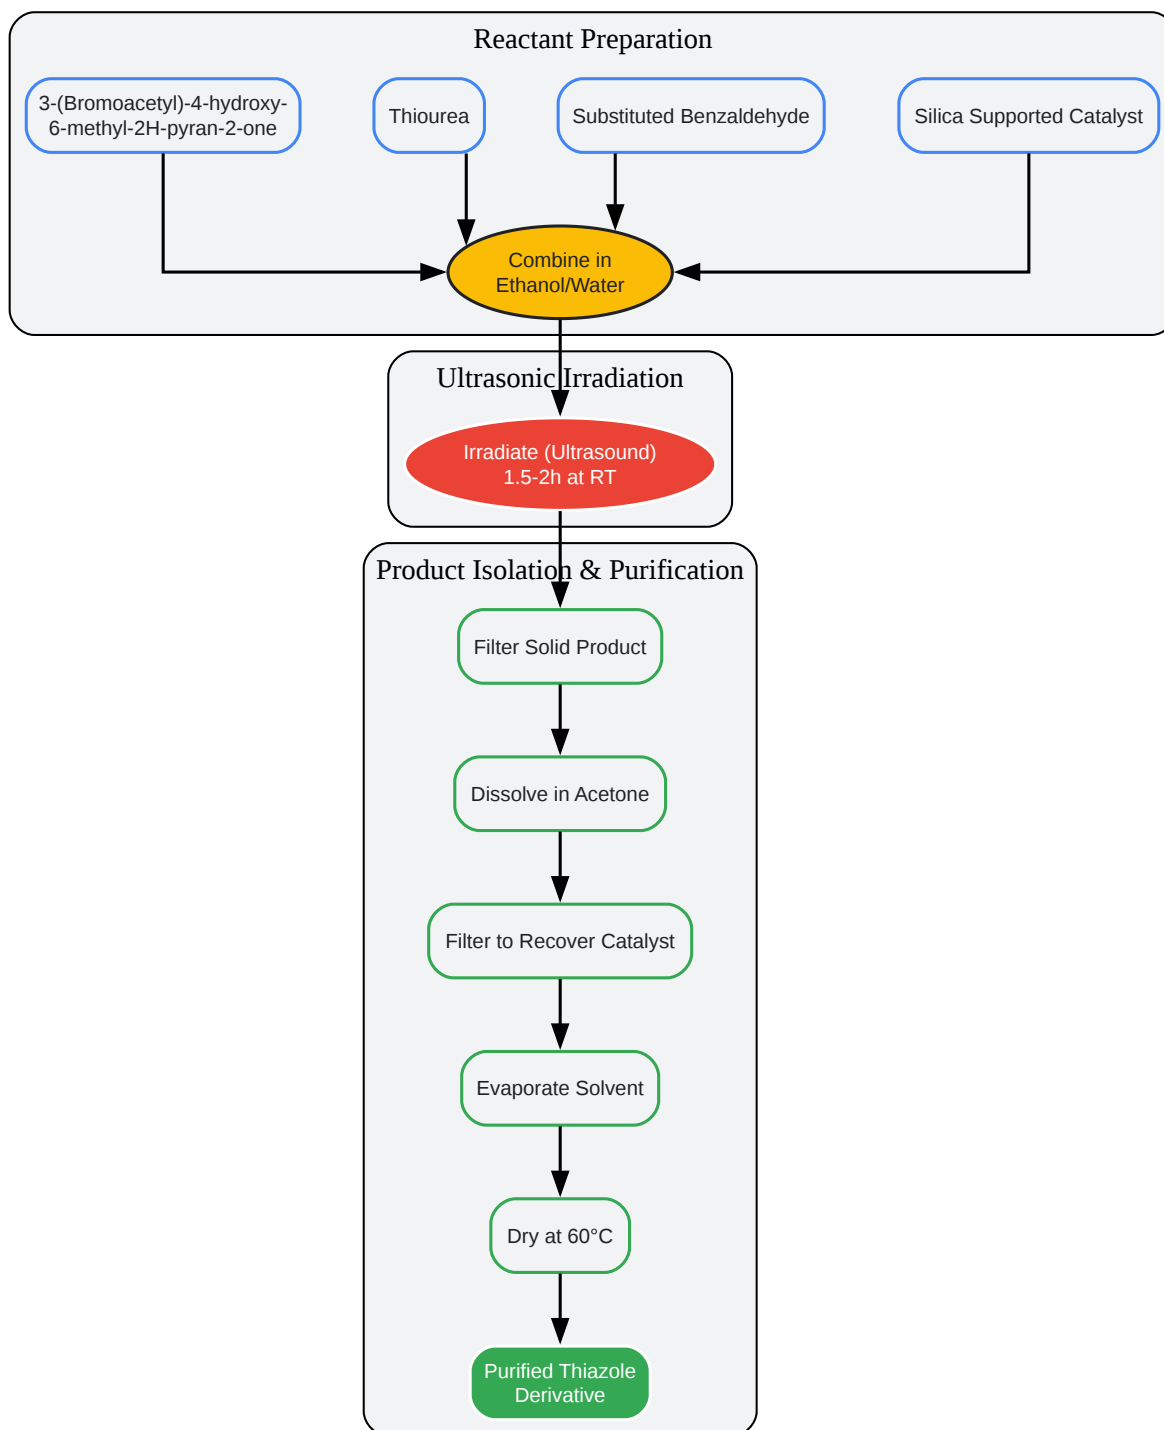 Reactant Preparation
3-(Bromoacetyl)-4-hydroxy-
6-methyl-2H-pyran-2-one
Thiourea
Substituted Benzaldehyde
Silica Supported Catalyst
Combine in
Ethanol/Water
Ultrasonic Irradiation
Irradiate (Ultrasound)
1.5-2h at RT
Product Isolation & Purification
Filter Solid Product
Dissolve in Acetone
Filter to Recover Catalyst
Evaporate Solvent
Dry at 60°C
Purified Thiazole
Derivative